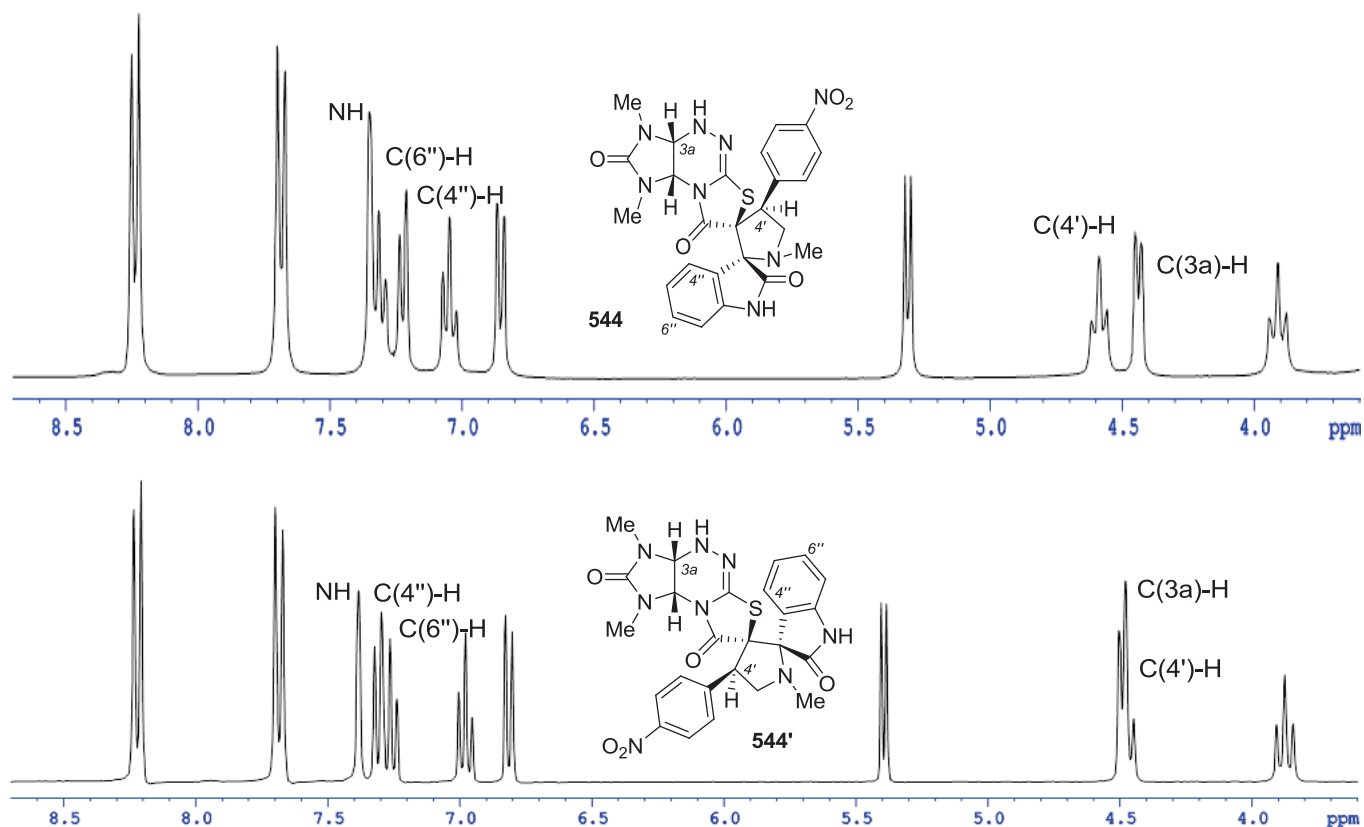 NH
C(6'')-H
C(4'')-H
Me
H
H
N
N
3a
O
N
N
N
H
Me
S
O
NO2
H
4'
N
Me
4''
6''
O
NH
544
C(4')-H
C(3a)-H
8.5 8.0 7.5 7.0 6.5 6.0 5.5 5.0 4.5 4.0 ppm
NH
C(4'')-H
C(6'')-H
Me
H
H
N
N
3a
O
N
N
N
H
Me
S
O
6''
4''
NH
O
4'
H
N
Me
NO2
544'
C(3a)-H
C(4')-H
8.5 8.0 7.5 7.0 6.5 6.0 5.5 5.0 4.5 4.0 ppm